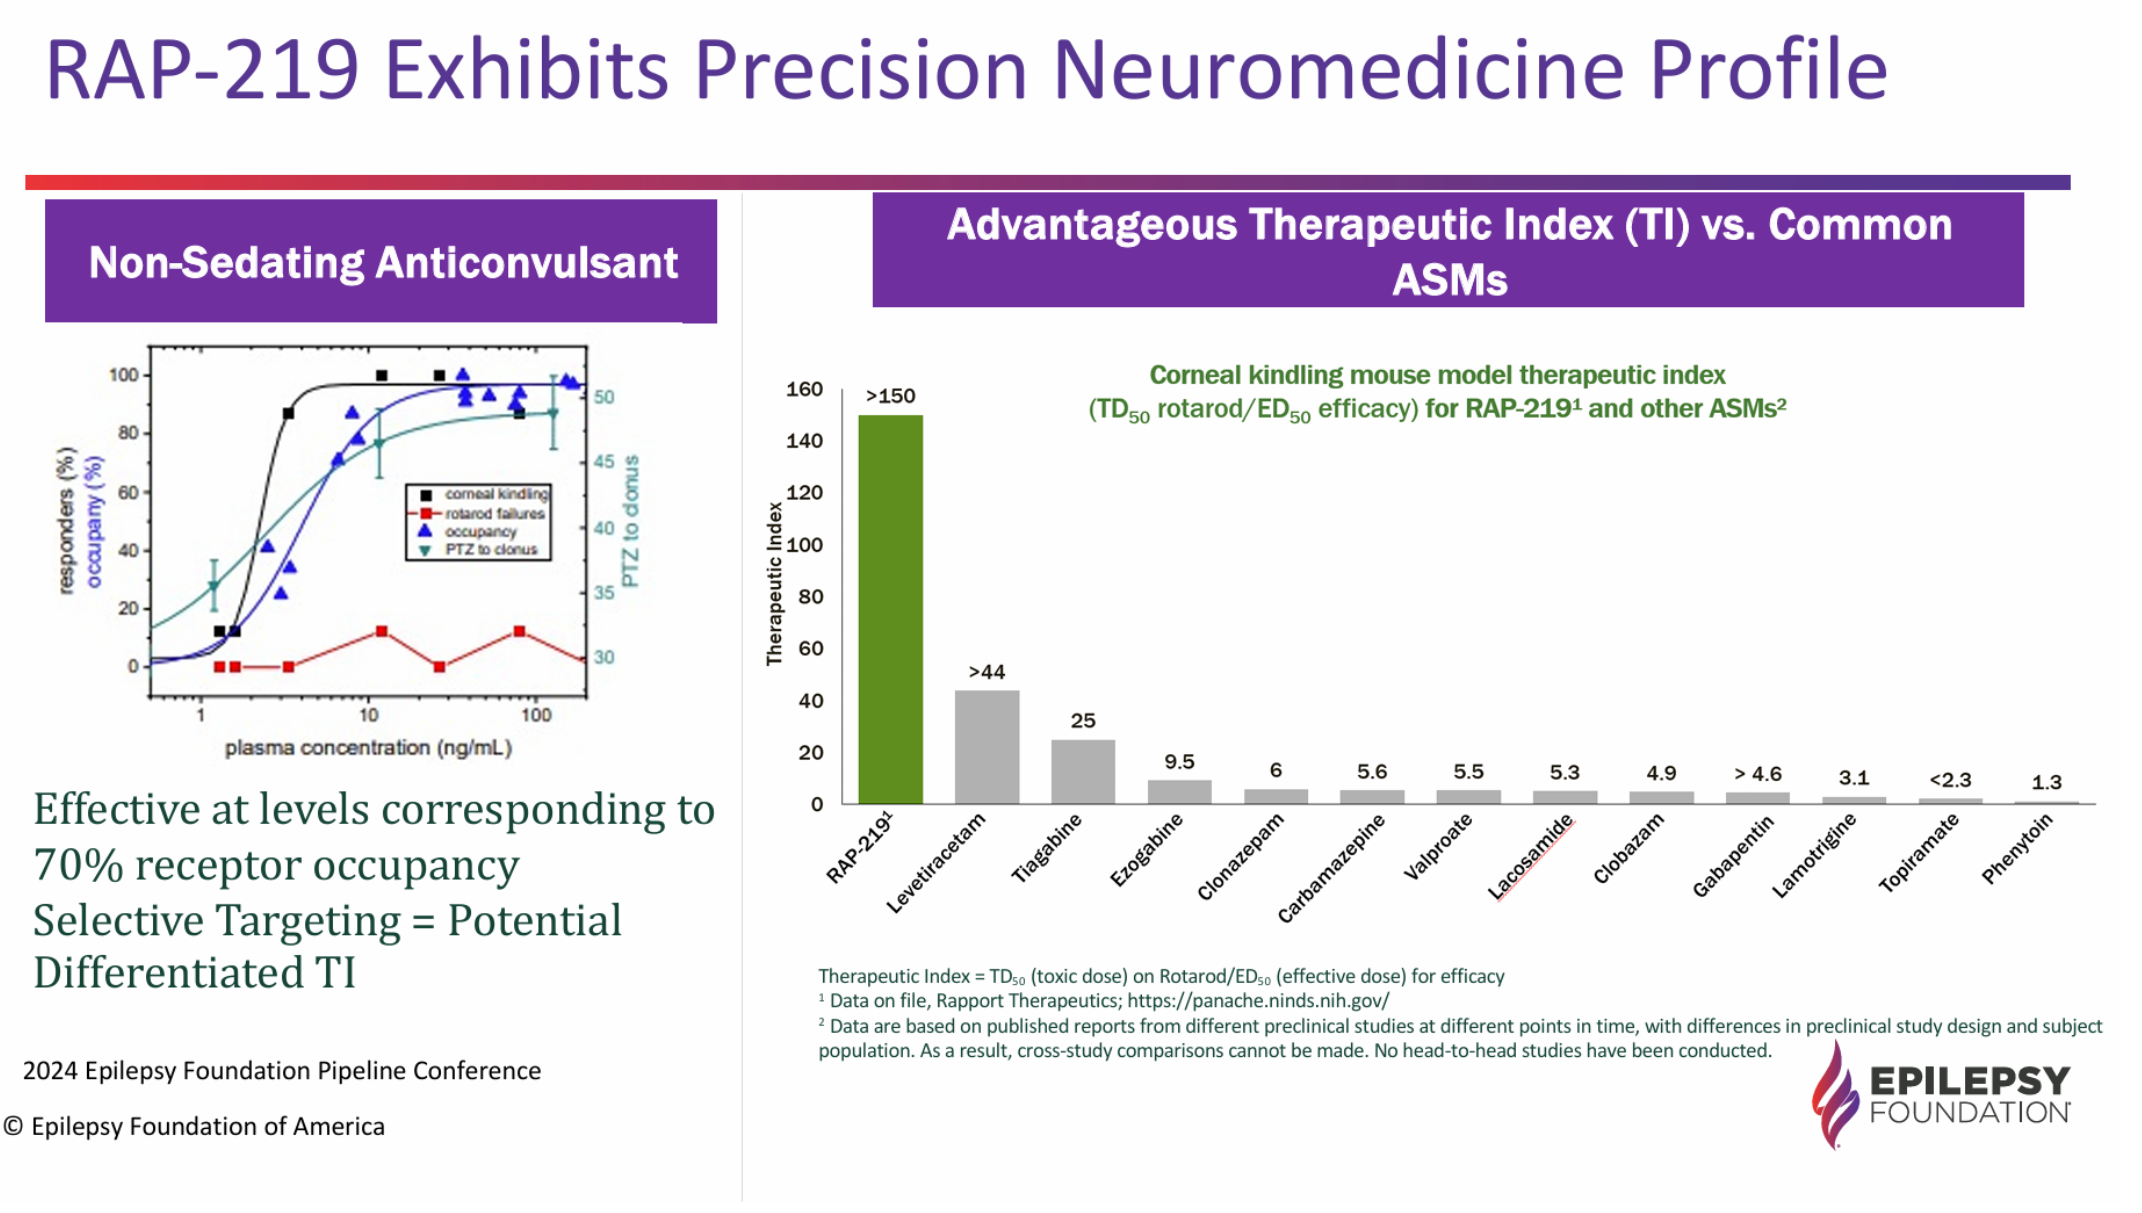 RAP-219 Exhibits Precision Neuromedicine Profile
Non-Sedating Anticonvulsant
responders (%)
occupany (%)
100
80
60
40
20
0
corneal kindling
rotarod failures
occupancy
PTZ to clonus
50
45
40
35
30
PTZ to clonus
1
10
100
plasma concentration (ng/mL)
Effective at levels corresponding to
70% receptor occupancy
Selective Targeting = Potential
Differentiated TI
2024 Epilepsy Foundation Pipeline Conference
© Epilepsy Foundation of America
Advantageous Therapeutic Index (TI) vs. Common
ASMs
Corneal kindling mouse model therapeutic index
(TD₅₀ rotarod/ED₅₀ efficacy) for RAP-219¹ and other ASMs²
Therapeutic Index
160
140
120
100
80
60
40
20
0
>150
>44
25
9.5
6
5.6
5.5
5.3
4.9
> 4.6
3.1
<2.3
1.3
RAP-219¹
Levetiracetam
Tiagabine
Ezogabine
Clonazepam
Carbamazepine
Valproate
Lacosamide
Clobazam
Gabapentin
Lamotrigine
Topiramate
Phenytoin
Therapeutic Index = TD₅₀ (toxic dose) on Rotarod/ED₅₀ (effective dose) for efficacy
¹ Data on file, Rapport Therapeutics; https://panache.ninds.nih.gov/
² Data are based on published reports from different preclinical studies at different points in time, with differences in preclinical study design and subject
population. As a result, cross-study comparisons cannot be made. No head-to-head studies have been conducted.
EPILEPSY
FOUNDATION